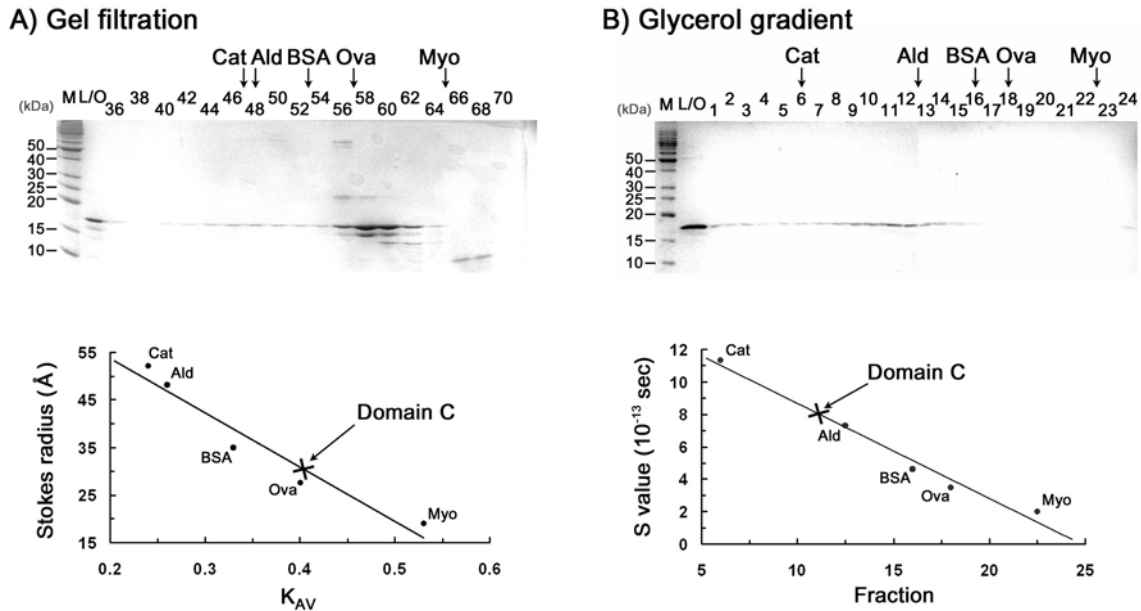 A) Gel filtration
Cat Ald BSA Ova Myo
(kDa) M L/O 36 38 40 42 44 46 48 50 52 54 56 58 60 62 64 66 68 70
50
40
30
25
20
15
10
55
45
35
25
15
Stokes radius (Å)
Cat
Ald
BSA
Ova
Myo
Domain C
0.2 0.3 0.4 0.5 0.6
KAV
B) Glycerol gradient
Cat Ald BSA Ova Myo
(kDa) M L/O 1 2 3 4 5 6 7 8 9 10 11 12 13 14 15 16 17 18 19 20 21 22 23 24
50
40
30
25
20
15
10
12
10
8
6
4
2
0
S value (10⁻¹³ sec)
Cat
Domain C
Ald
BSA
Ova
Myo
5 10 15 20 25
Fraction